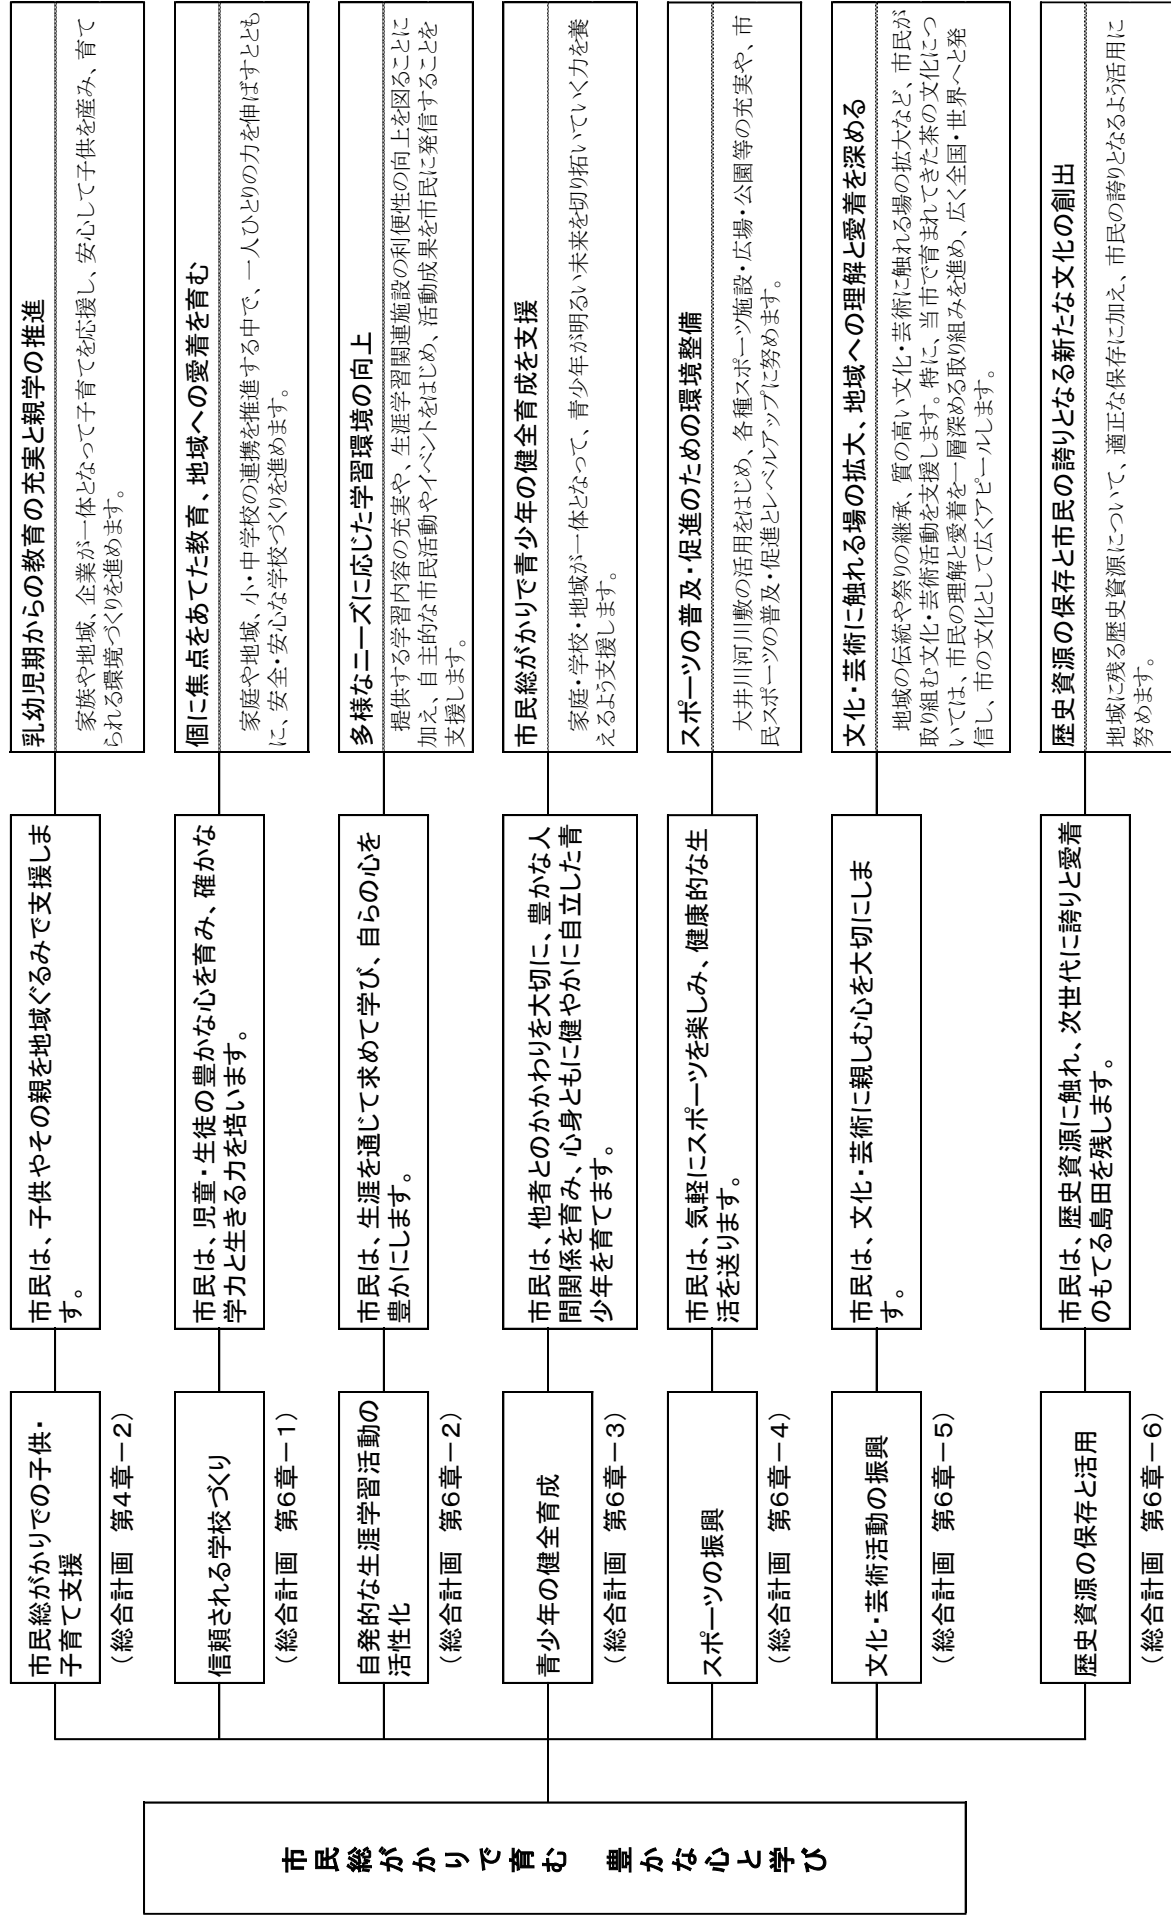 市民総がかりで育む　豊かな心と学び
市民総がかりでの子供・
子育て支援
（総合計画　第4章－2）
市民は、子供やその親を地域ぐるみで支援しま
す。
乳幼児期からの教育の充実と親学の推進
家族や地域、企業が一体となって子育てを応援し、安心して子供を産み、育て
られる環境づくりを進めます。
信頼される学校づくり
（総合計画　第6章－1）
市民は、児童・生徒の豊かな心を育み、確かな
学力と生きる力を培います。
個に焦点をあてた教育、地域への愛着を育む
家庭や地域、小・中学校の連携を推進する中で、一人ひとりの力を伸ばすととも
に、安全・安心な学校づくりを進めます。
自発的な生涯学習活動の
活性化
（総合計画　第6章－2）
市民は、生涯を通じて求めて学び、自らの心を
豊かにします。
多様なニーズに応じた学習環境の向上
提供する学習内容の充実や、生涯学習関連施設の利便性の向上を図ることに
加え、自主的な市民活動やイベントをはじめ、活動成果を市民に発信することを
支援します。
青少年の健全育成
（総合計画　第6章－3）
市民は、他者とのかかわりを大切に、豊かな人
間関係を育み、心身ともに健やかに自立した青
少年を育てます。
市民総がかりで青少年の健全育成を支援
家庭・学校・地域が一体となって、青少年が明るい未来を切り拓いていく力を養
えるよう支援します。
スポーツの振興
（総合計画　第6章－4）
市民は、気軽にスポーツを楽しみ、健康的な生
活を送ります。
スポーツの普及・促進のための環境整備
大井川河川敷の活用をはじめ、各種スポーツ施設・広場・公園等の充実や、市
民スポーツの普及・促進とレベルアップに努めます。
文化・芸術活動の振興
（総合計画　第6章－5）
市民は、文化・芸術に親しむ心を大切にしま
す。
文化・芸術に触れる場の拡大、地域への理解と愛着を深める
地域の伝統や祭りの継承、質の高い文化・芸術に触れる場の拡大など、市民が
取り組む文化・芸術活動を支援します。特に、当市で育まれてきた茶の文化につ
いては、市民の理解と愛着を一層深める取り組みを進め、広く全国・世界へと発
信し、市の文化として広くアピールします。
歴史資源の保存と活用
（総合計画　第6章－6）
市民は、歴史資源に触れ、次世代に誇りと愛着
のもてる島田を残します。
歴史資源の保存と市民の誇りとなる新たな文化の創出
地域に残る歴史資源について、適正な保存に加え、市民の誇りとなるよう活用に
努めます。